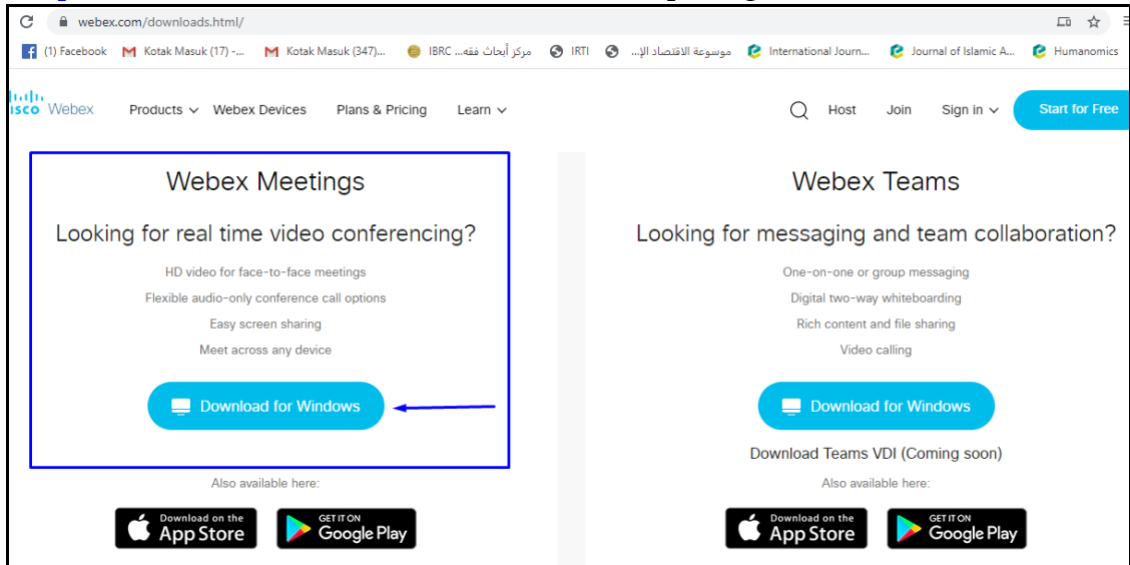 webex.com/downloads.html/
(1) Facebook Kotak Masuk (17) -... Kotak Masuk (347)... IBRC ...مركز أبحاث فقه IRTI موسوعة الاقتصاد الإ... International Journ... Journal of Islamic A... Humanomics
isco Webex Products Webex Devices Plans & Pricing Learn Host Join Sign in Start for Free
Webex Meetings
Looking for real time video conferencing?
HD video for face-to-face meetings
Flexible audio-only conference call options
Easy screen sharing
Meet across any device
Download for Windows
Also available here:
Download on the App Store
GET IT ON Google Play
Webex Teams
Looking for messaging and team collaboration?
One-on-one or group messaging
Digital two-way whiteboarding
Rich content and file sharing
Video calling
Download for Windows
Download Teams VDI (Coming soon)
Also available here:
Download on the App Store
GET IT ON Google Play